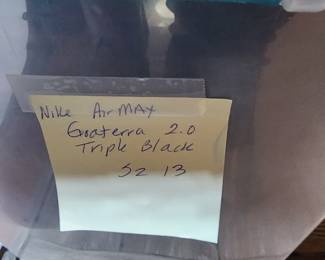 Nike AirMAX
Goaterra 2.0
Triple Black
Sz 13